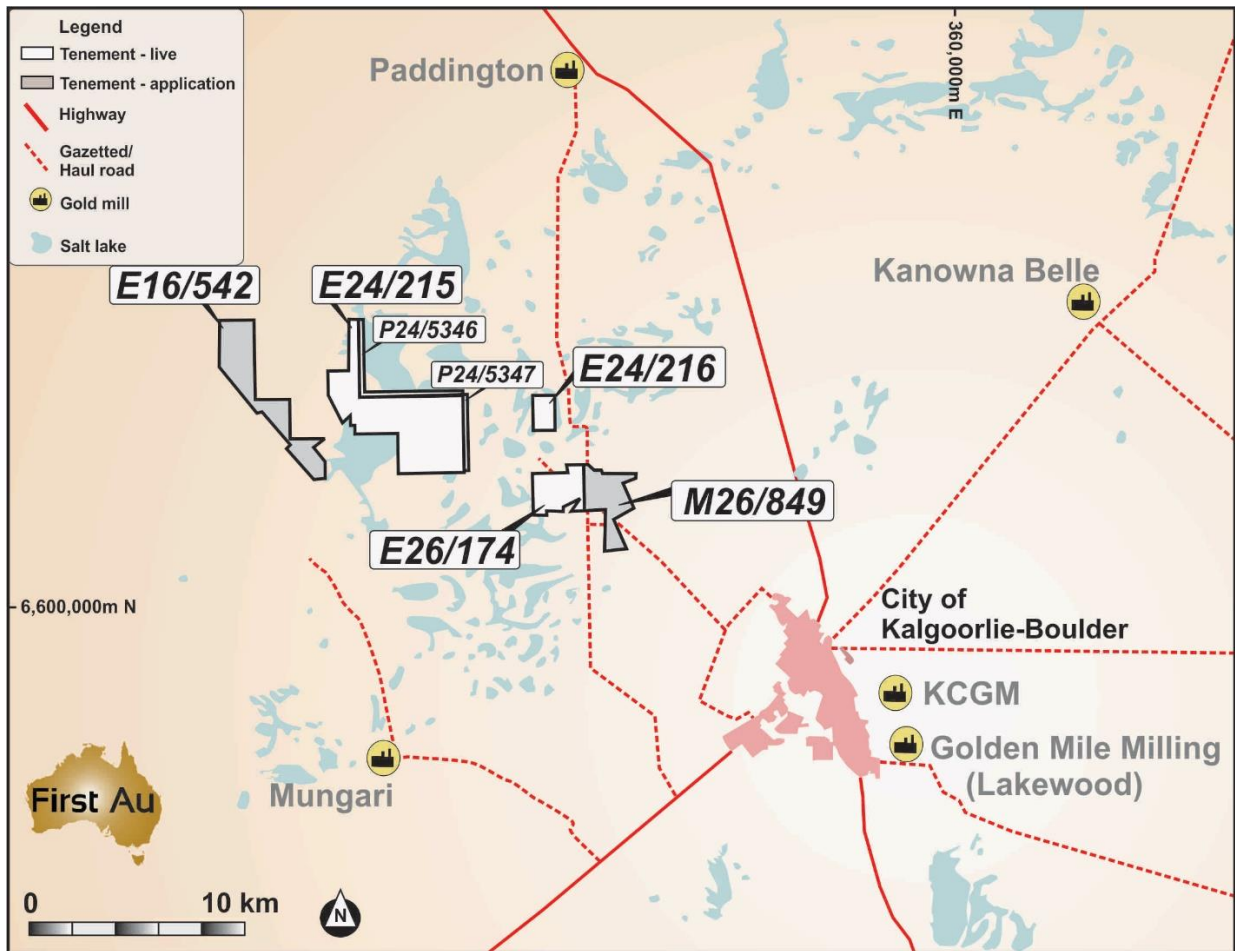 Legend
Tenement - live
Tenement - application
Highway
Gazetted/
Haul road
Gold mill
Salt lake
Paddington
360,000m E
Kanowna Belle
E16/542
E24/215
P24/5346
P24/5347
E24/216
M26/849
E26/174
6,600,000m N
City of
Kalgoorlie-Boulder
KCGM
Golden Mile Milling
(Lakewood)
Mungari
First Au
0 10 km
N